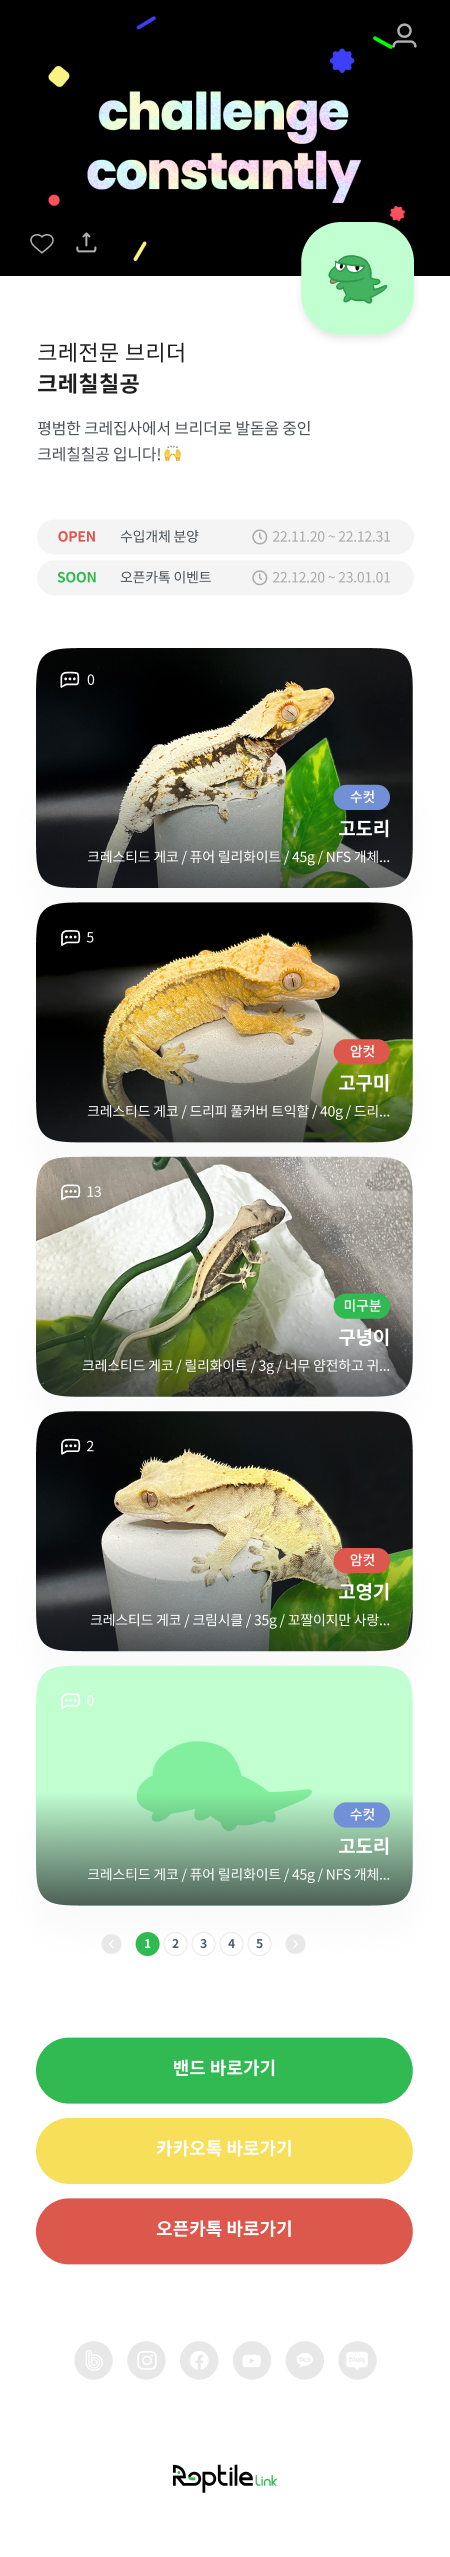 challenge
constantly
크레전문 브리더
크레칠칠공
평범한 크레집사에서 브리더로 발돋움 중인
크레칠칠공 입니다! 🙌
OPEN 수입개체 분양 22.11.20 ~ 22.12.31
SOON 오픈카톡 이벤트 22.12.20 ~ 23.01.01
0
수컷
고도리
크레스티드 게코 / 퓨어 릴리화이트 / 45g / NFS 개체...
5
암컷
고구미
크레스티드 게코 / 드리피 풀커버 트익할 / 40g / 드리...
13
미구분
구녕이
크레스티드 게코 / 릴리화이트 / 3g / 너무 얌전하고 귀...
2
암컷
고영기
크레스티드 게코 / 크림시클 / 35g / 꼬짤이지만 사랑...
0
수컷
고도리
크레스티드 게코 / 퓨어 릴리화이트 / 45g / NFS 개체...
1 2 3 4 5
밴드 바로가기
카카오톡 바로가기
오픈카톡 바로가기
Reptile Link